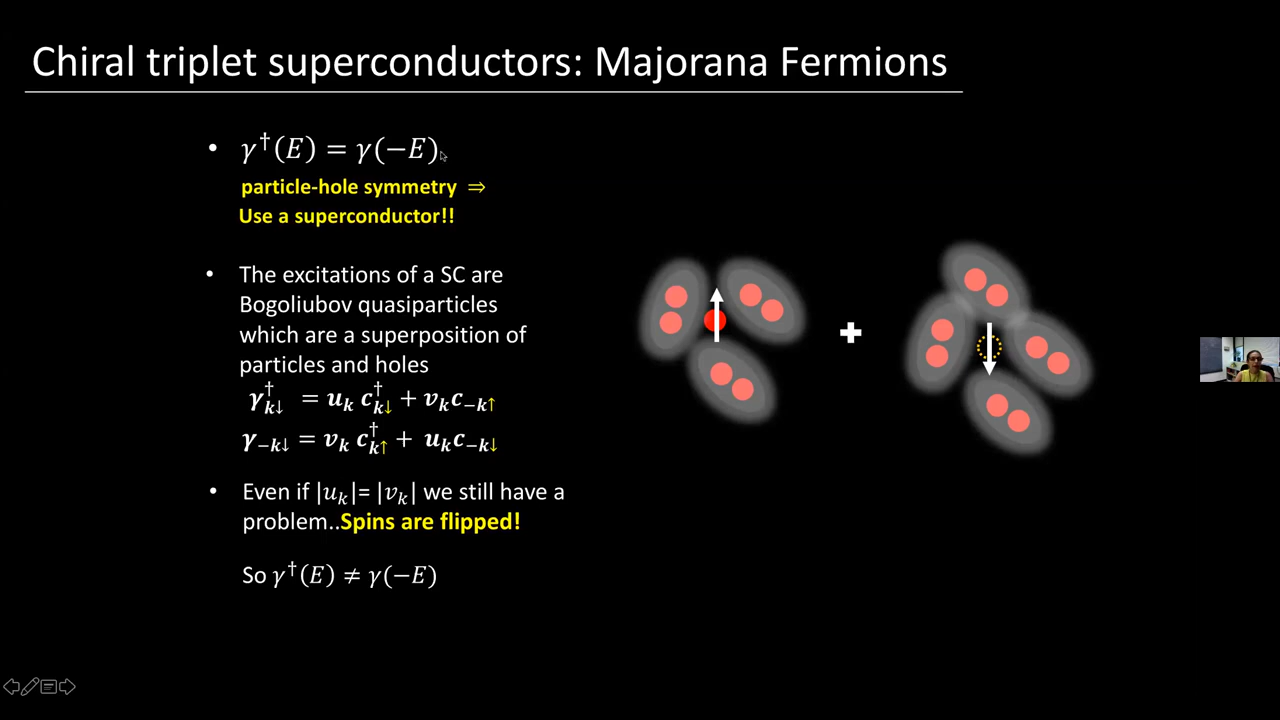 Chiral triplet superconductors: Majorana Fermions
• γ†(E) = γ(−E)
particle-hole symmetry ⇒
Use a superconductor!!
• The excitations of a SC are
Bogoliubov quasiparticles
which are a superposition of
particles and holes
γ†k↓ = uk c†k↓ + vkc−k↑
γ−k↓ = vk c†k↑ + ukc−k↓
• Even if |uk|= |vk| we still have a
problem..Spins are flipped!
So γ†(E) ≠ γ(−E)